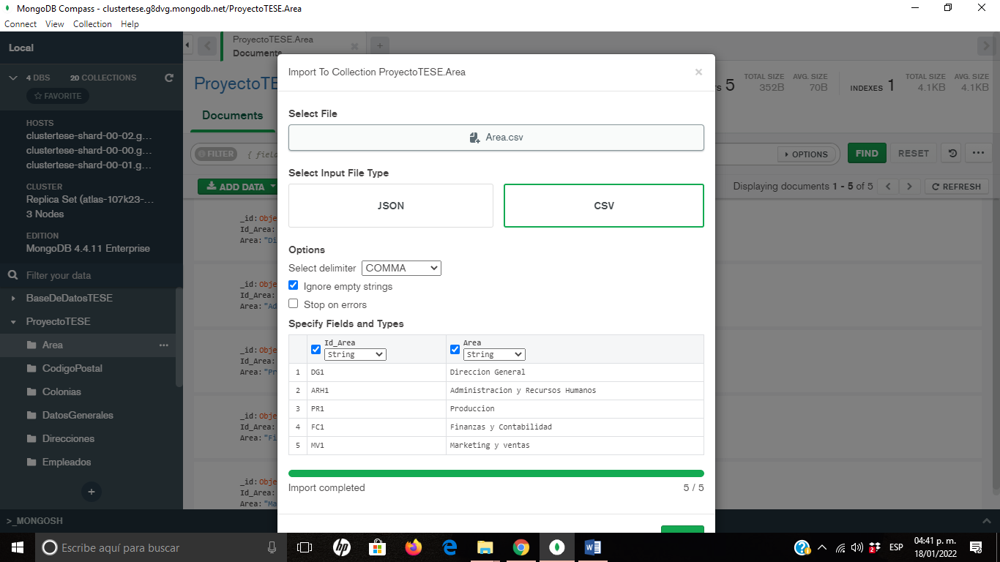 MongoDB Compass - clustertese.g8dvg.mongodb.net/ProyectoTESE.Area
Connect View Collection Help
Local
4 DBS 20 COLLECTIONS
FAVORITE
HOSTS
clustertese-shard-00-02.g...
clustertese-shard-00-00.g...
clustertese-shard-00-01.g...
CLUSTER
Replica Set (atlas-107k23-...
3 Nodes
EDITION
MongoDB 4.4.11 Enterprise
Filter your data
BaseDeDatosTESE
ProyectoTESE
Area
CodigoPostal
Colonias
DatosGenerales
Direcciones
Empleados
>_MONGOSH
ProyectoTESE.Area
Documents
ProyectoTE
5
TOTAL SIZE AVG. SIZE
352B 70B
INDEXES 1
TOTAL SIZE AVG. SIZE
4.1KB 4.1KB
Documents
FILTER { fiel
OPTIONS
FIND RESET
ADD DATA
Displaying documents 1 - 5 of 5
REFRESH
_id: Obje
Id_Area:
Area: "Di
_id: Obje
Id_Area:
Area: "Ad
_id: Obje
Id_Area:
Area: "Pr
_id: Obje
Id_Area:
Area: "Fi
_id: Obje
Id_Area:
Area: "Ma
Import To Collection ProyectoTESE.Area
Select File
Area.csv
Select Input File Type
JSON CSV
Options
Select delimiter COMMA
Ignore empty strings
Stop on errors
Specify Fields and Types
Id_Area Area
String String
1 DG1 Direccion General
2 ARH1 Administracion y Recursos Humanos
3 PR1 Produccion
4 FC1 Finanzas y Contabilidad
5 MV1 Marketing y ventas
Import completed 5 / 5
Escribe aquí para buscar
ESP
04:41 p. m.
18/01/2022